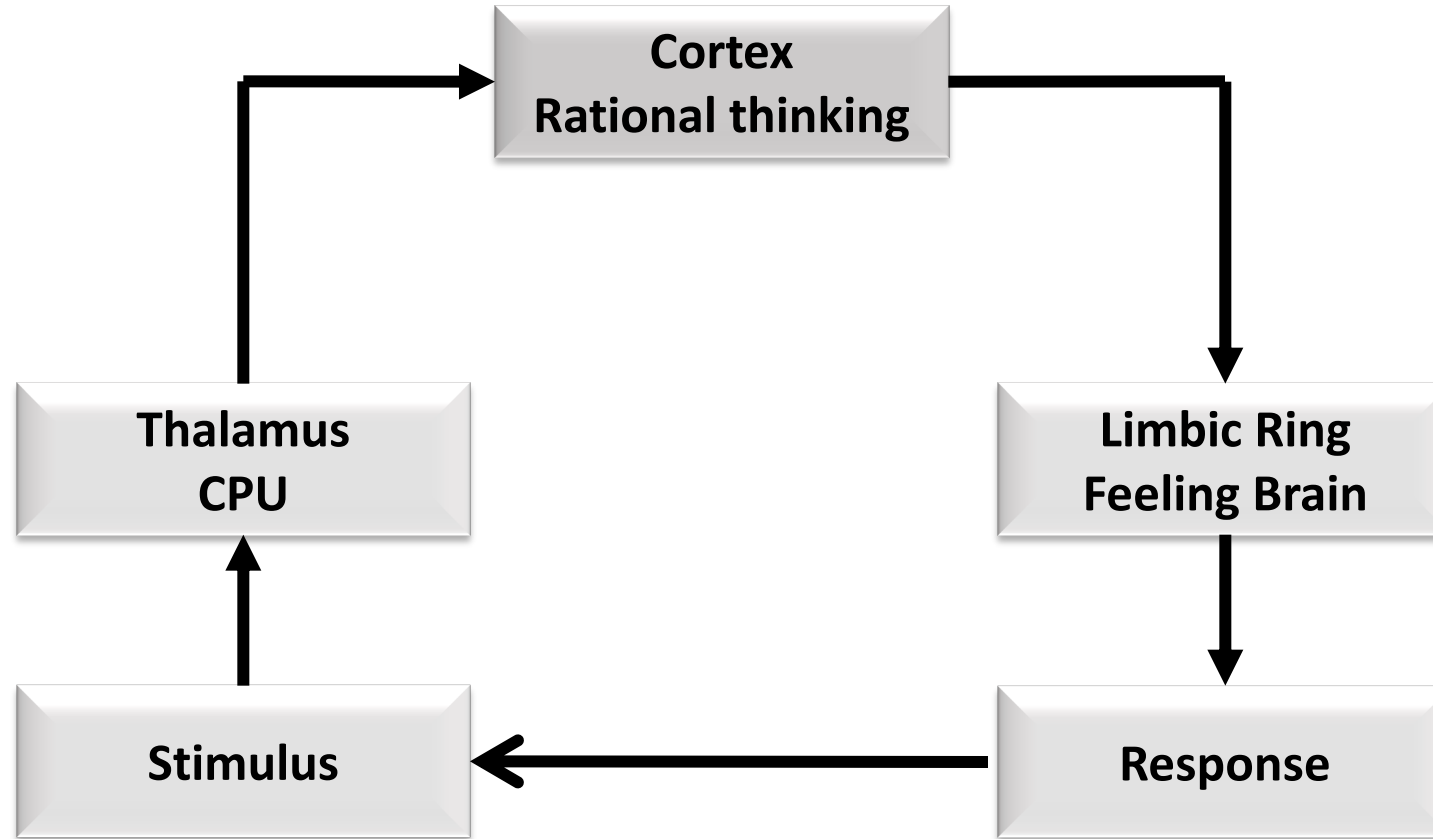 Cortex
Rational thinking
Thalamus
CPU
Limbic Ring
Feeling Brain
Stimulus
Response